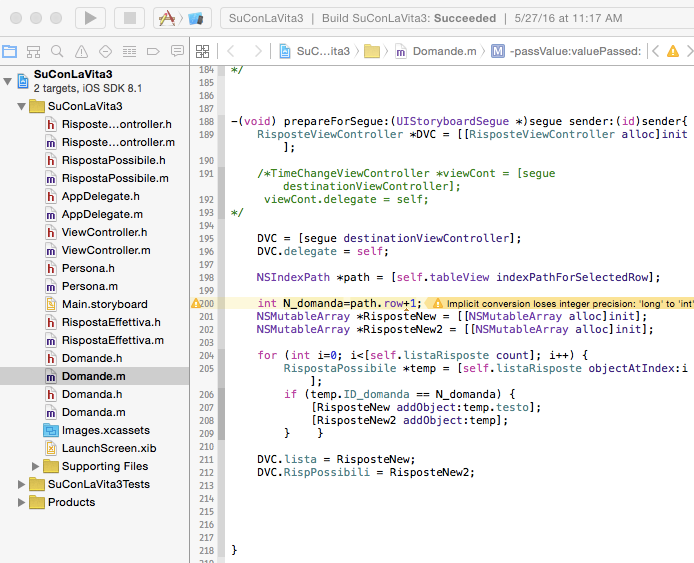 SuConLaVita3 | Build SuConLaVita3: Succeeded | 5/27/16 at 11:17 AM
SuC...ita3 Domande.m M -passValue:valuePassed:
SuConLaVita3
2 targets, iOS SDK 8.1
SuConLaVita3
h Risposte...ontroller.h
m Risposte...ontroller.m
h RispostaPossibile.h
m RispostaPossibile.m
h AppDelegate.h
m AppDelegate.m
h ViewController.h
m ViewController.m
h Persona.h
m Persona.m
Main.storyboard
h RispostaEffettiva.h
m RispostaEffettiva.m
h Domande.h
m Domande.m
h Domanda.h
m Domanda.m
Images.xcassets
LaunchScreen.xib
Supporting Files
SuConLaVita3Tests
Products
184 */
185
186
187
188 -(void) prepareForSegue:(UIStoryboardSegue *)segue sender:(id)sender{
189 RisposteViewController *DVC = [[RisposteViewController alloc]init
];
190
191 /*TimeChangeViewController *viewCont = [segue
destinationViewController];
192 viewCont.delegate = self;
193 */
194
195 DVC = [segue destinationViewController];
196 DVC.delegate = self;
197
198 NSIndexPath *path = [self.tableView indexPathForSelectedRow];
199
200 int N_domanda=path.row+1; Implicit conversion loses integer precision: 'long' to 'int'
201 NSMutableArray *RisposteNew = [[NSMutableArray alloc]init];
202 NSMutableArray *RisposteNew2 = [[NSMutableArray alloc]init];
203
204 for (int i=0; i<[self.listaRisposte count]; i++) {
205 RispostaPossibile *temp = [self.listaRisposte objectAtIndex:i
];
206 if (temp.ID_domanda == N_domanda) {
207 [RisposteNew addObject:temp.testo];
208 [RisposteNew2 addObject:temp];
209 } }
210
211 DVC.lista = RisposteNew;
212 DVC.RispPossibili = RisposteNew2;
213
214
215
216
217
218 }